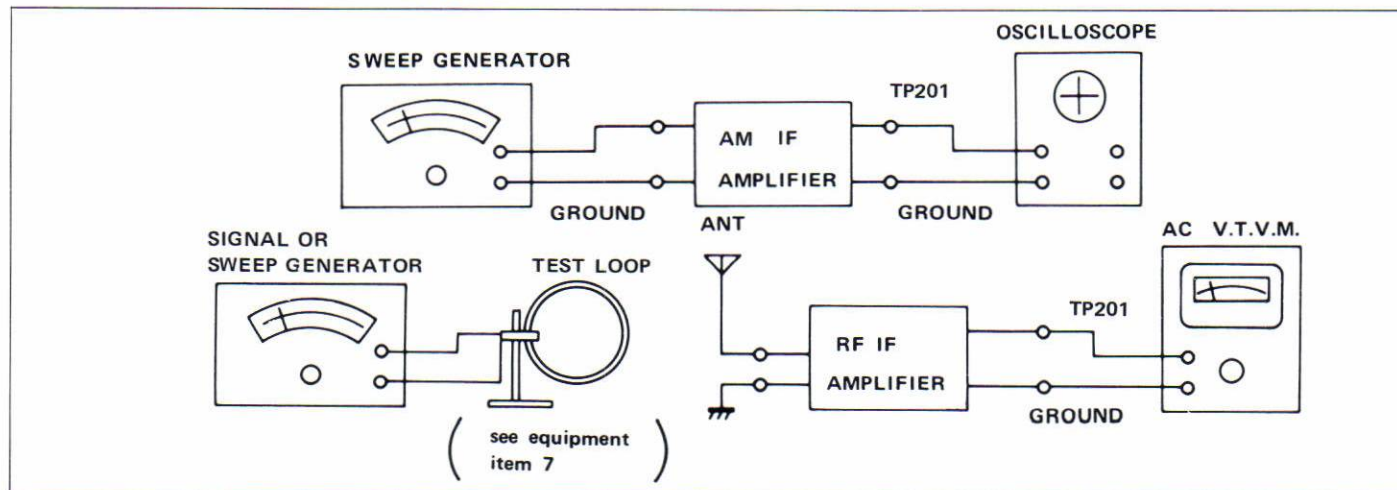 OSCILLOSCOPE
SWEEP GENERATOR
TP201
AM IF
AMPLIFIER
GROUND
GROUND
ANT
AC V.T.V.M.
SIGNAL OR
SWEEP GENERATOR
TEST LOOP
TP201
RF IF
AMPLIFIER
GROUND
( see equipment
item 7 )